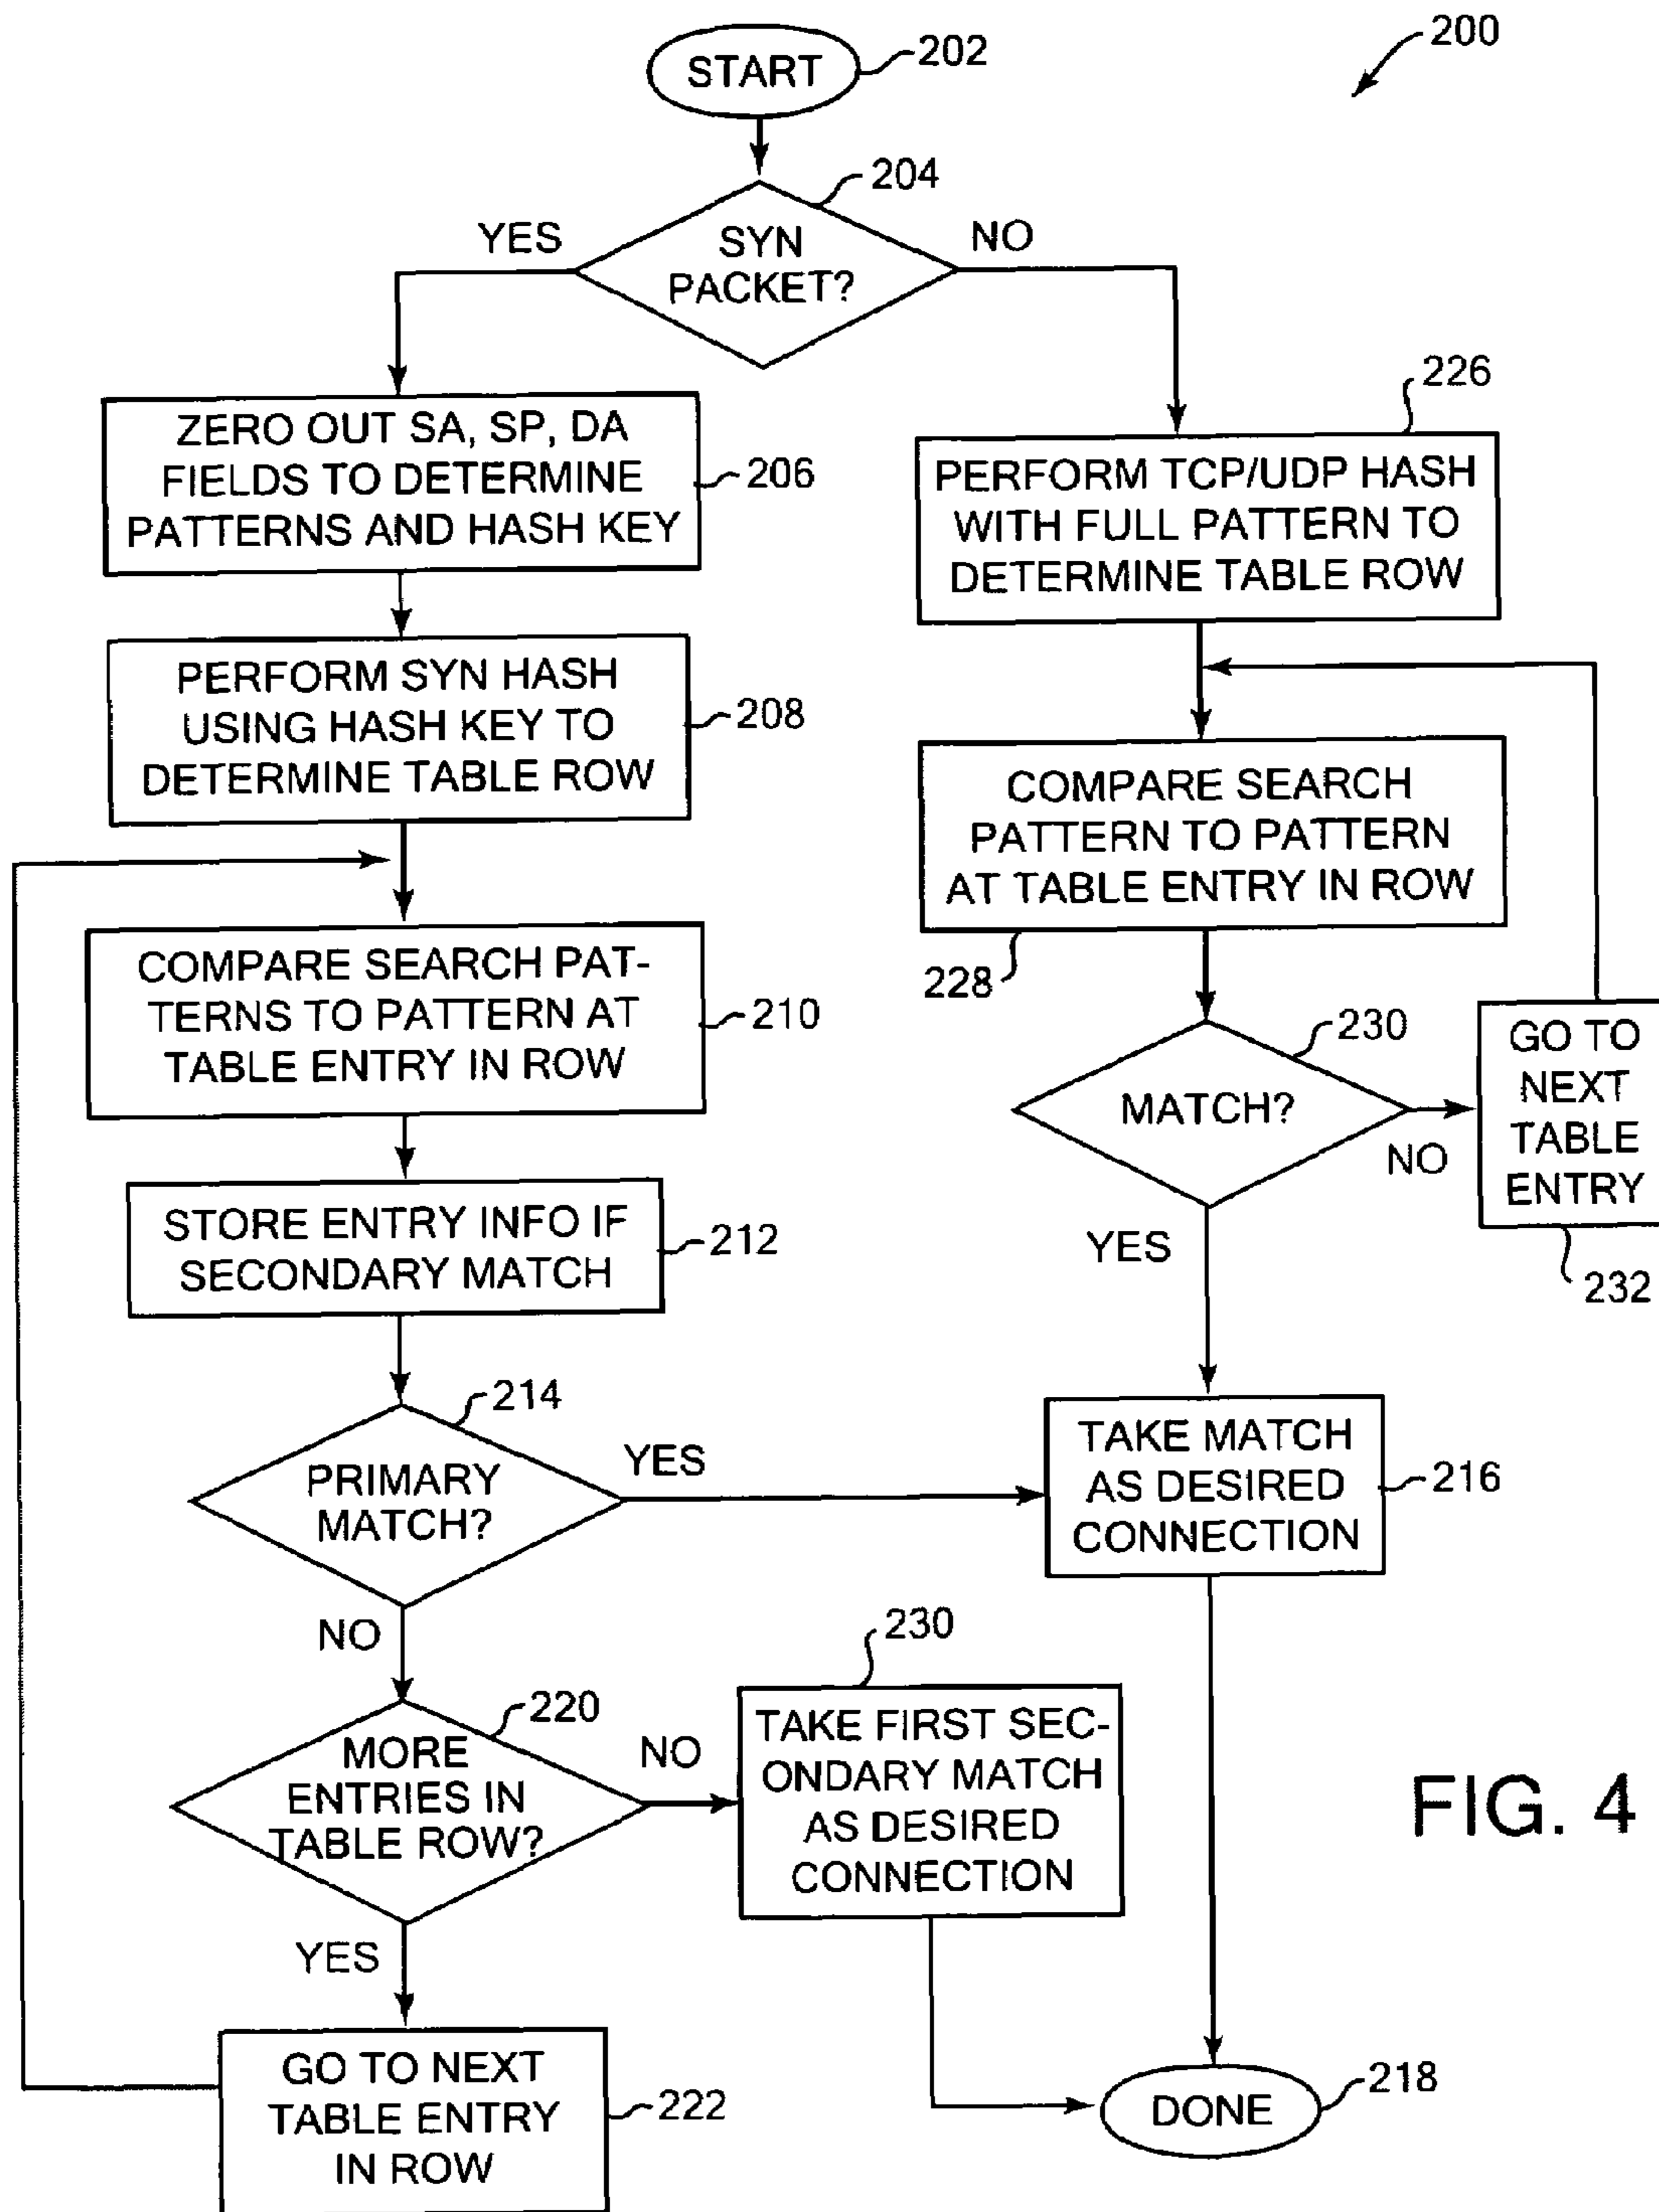 200
START
202
204
SYN
PACKET?
YES
NO
ZERO OUT SA, SP, DA
FIELDS TO DETERMINE
PATTERNS AND HASH KEY
206
226
PERFORM TCP/UDP HASH
WITH FULL PATTERN TO
DETERMINE TABLE ROW
PERFORM SYN HASH
USING HASH KEY TO
DETERMINE TABLE ROW
208
COMPARE SEARCH
PATTERN TO PATTERN
AT TABLE ENTRY IN ROW
228
COMPARE SEARCH PAT-
TERNS TO PATTERN AT
TABLE ENTRY IN ROW
210
230
MATCH?
NO
YES
GO TO
NEXT
TABLE
ENTRY
232
STORE ENTRY INFO IF
SECONDARY MATCH
212
214
PRIMARY
MATCH?
YES
NO
TAKE MATCH
AS DESIRED
CONNECTION
216
220
MORE
ENTRIES IN
TABLE ROW?
NO
YES
230
TAKE FIRST SEC-
ONDARY MATCH
AS DESIRED
CONNECTION
FIG. 4
GO TO NEXT
TABLE ENTRY
IN ROW
222
DONE
218